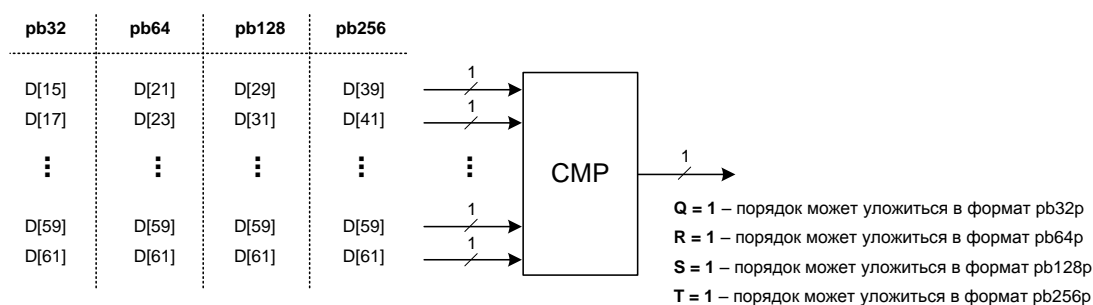 pb32 pb64 pb128 pb256
D[15] D[21] D[29] D[39] 1
D[17] D[23] D[31] D[41] 1
CMP 1
Q = 1 – порядок может уложиться в формат pb32p
D[59] D[59] D[59] D[59] 1
R = 1 – порядок может уложиться в формат pb64p
D[61] D[61] D[61] D[61] 1
S = 1 – порядок может уложиться в формат pb128p
T = 1 – порядок может уложиться в формат pb256p